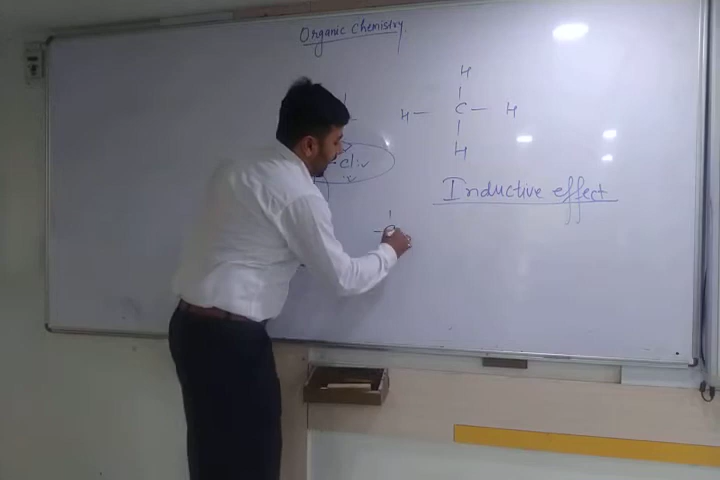 Organic Chemistry.
H
H — C — H
H
Inductive effect
C